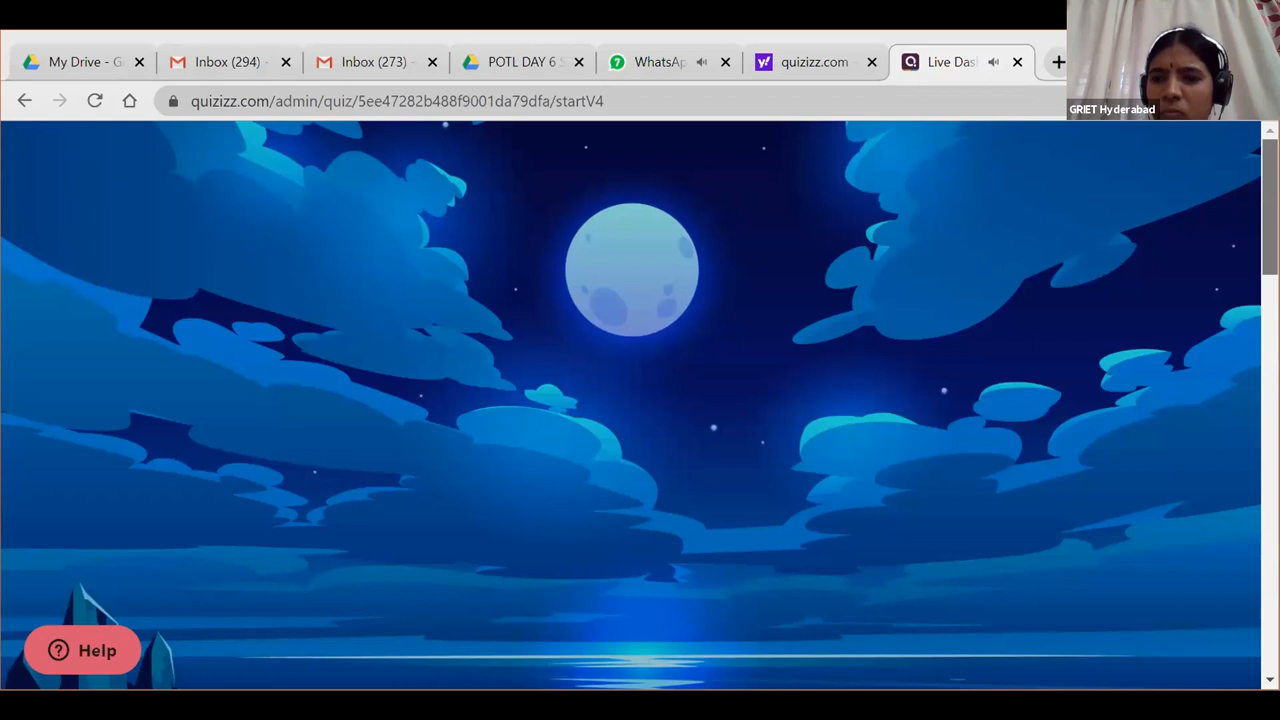 My Drive - G
Inbox (294) -
Inbox (273) -
POTL DAY 6 S
7
WhatsAp
y!
quizizz.com -
Live Das
GRIET Hyderabad
quizizz.com/admin/quiz/5ee47282b488f9001da79dfa/startV4
? Help